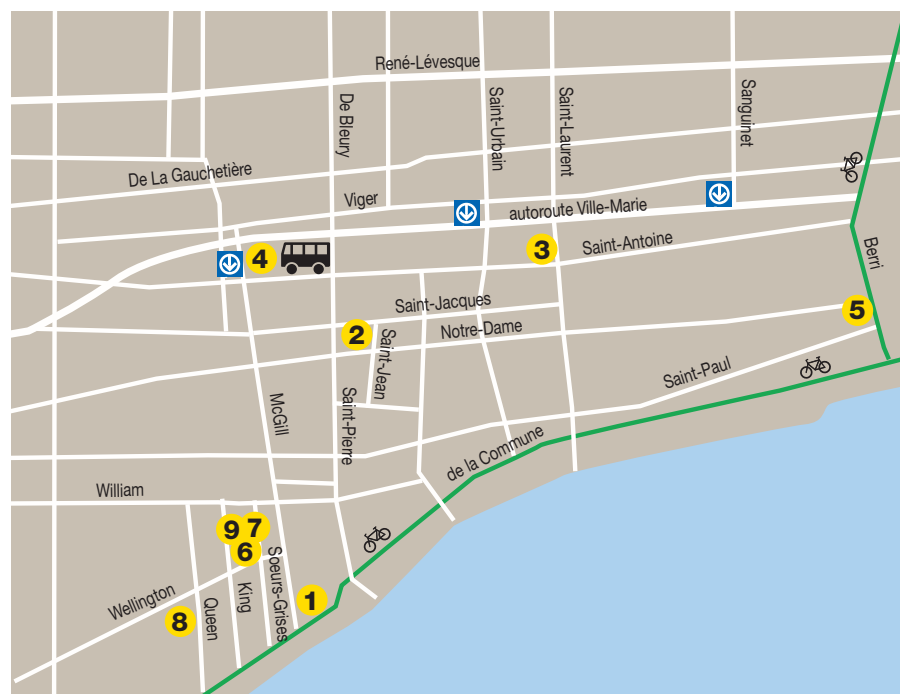 René-Lévesque
De Bleury
Saint-Urbain
Saint-Laurent
Sanguinet
De La Gauchetière
Viger
autoroute Ville-Marie
4
3
Saint-Antoine
Berri
Saint-Jacques
5
2
Saint-Jean
Notre-Dame
Saint-Paul
McGill
Saint-Pierre
de la Commune
William
9
7
6
Soeurs-Grises
King
Wellington
Queen
8
1